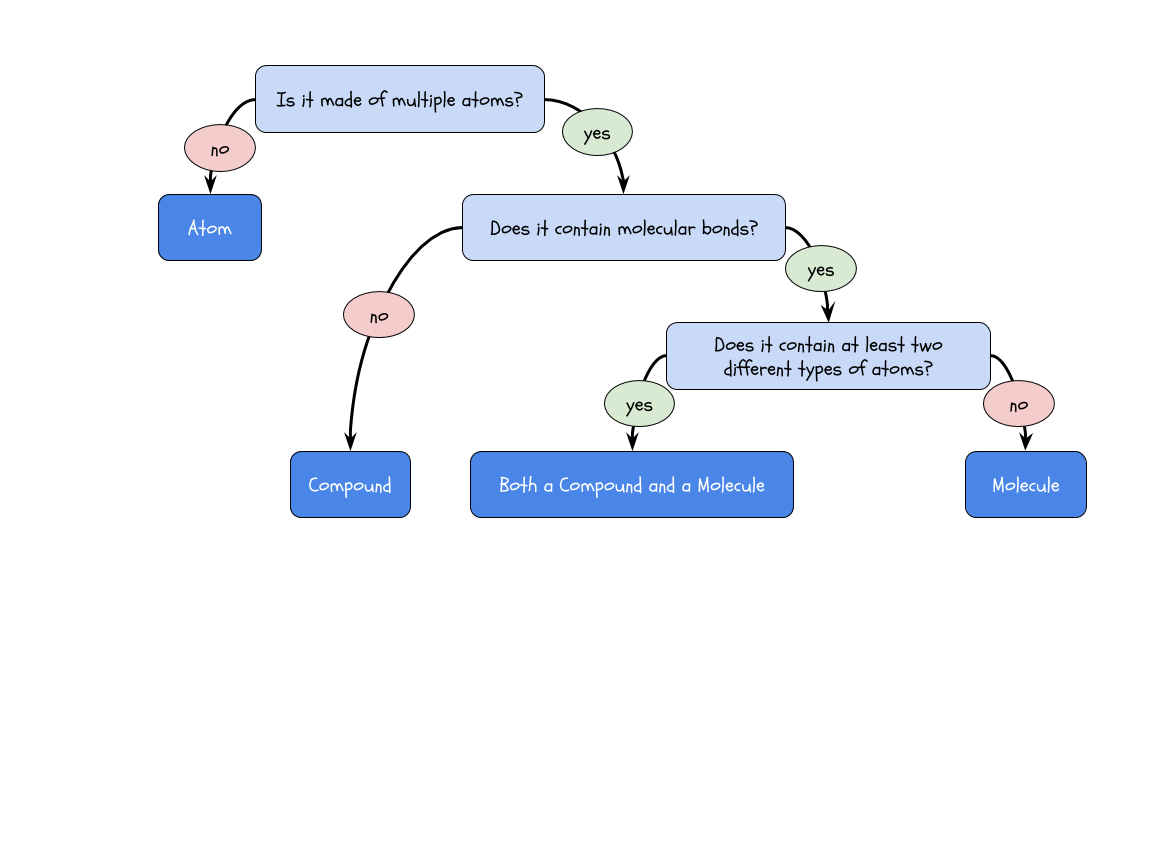 Is it made of multiple atoms?
no
yes
Atom
Does it contain molecular bonds?
no
yes
Does it contain at least two
different types of atoms?
yes
no
Compound
Both a Compound and a Molecule
Molecule